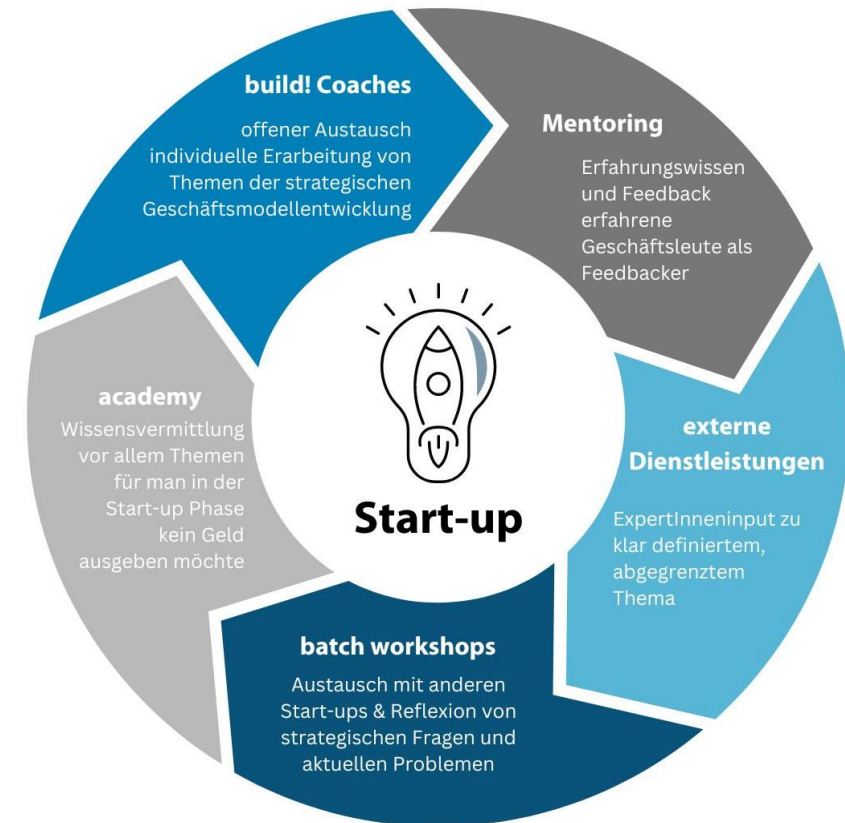 build! Coaches
offener Austausch
individuelle Erarbeitung von
Themen der strategischen
Geschäftsmodellentwicklung
Mentoring
Erfahrungswissen
und Feedback
erfahrene
Geschäftsleute als
Feedbacker
externe
Dienstleistungen
ExpertInneninput zu
klar definiertem,
abgegrenztem
Thema
batch workshops
Austausch mit anderen
Start-ups & Reflexion von
strategischen Fragen und
aktuellen Problemen
academy
Wissensvermittlung
vor allem Themen
für man in der
Start-up Phase
kein Geld
ausgeben möchte
Start-up